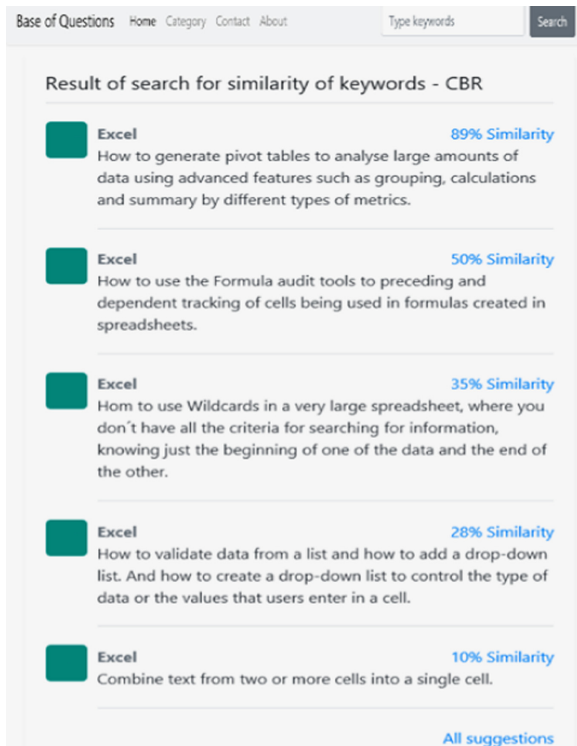 Base of Questions Home Category Contact About Type keywords Search
Result of search for similarity of keywords - CBR
Excel 89% Similarity
How to generate pivot tables to analyse large amounts of
data using advanced features such as grouping, calculations
and summary by different types of metrics.
Excel 50% Similarity
How to use the Formula audit tools to preceding and
dependent tracking of cells being used in formulas created in
spreadsheets.
Excel 35% Similarity
Hom to use Wildcards in a very large spreadsheet, where you
don´t have all the criteria for searching for information,
knowing just the beginning of one of the data and the end of
the other.
Excel 28% Similarity
How to validate data from a list and how to add a drop-down
list. And how to create a drop-down list to control the type of
data or the values that users enter in a cell.
Excel 10% Similarity
Combine text from two or more cells into a single cell.
All suggestions